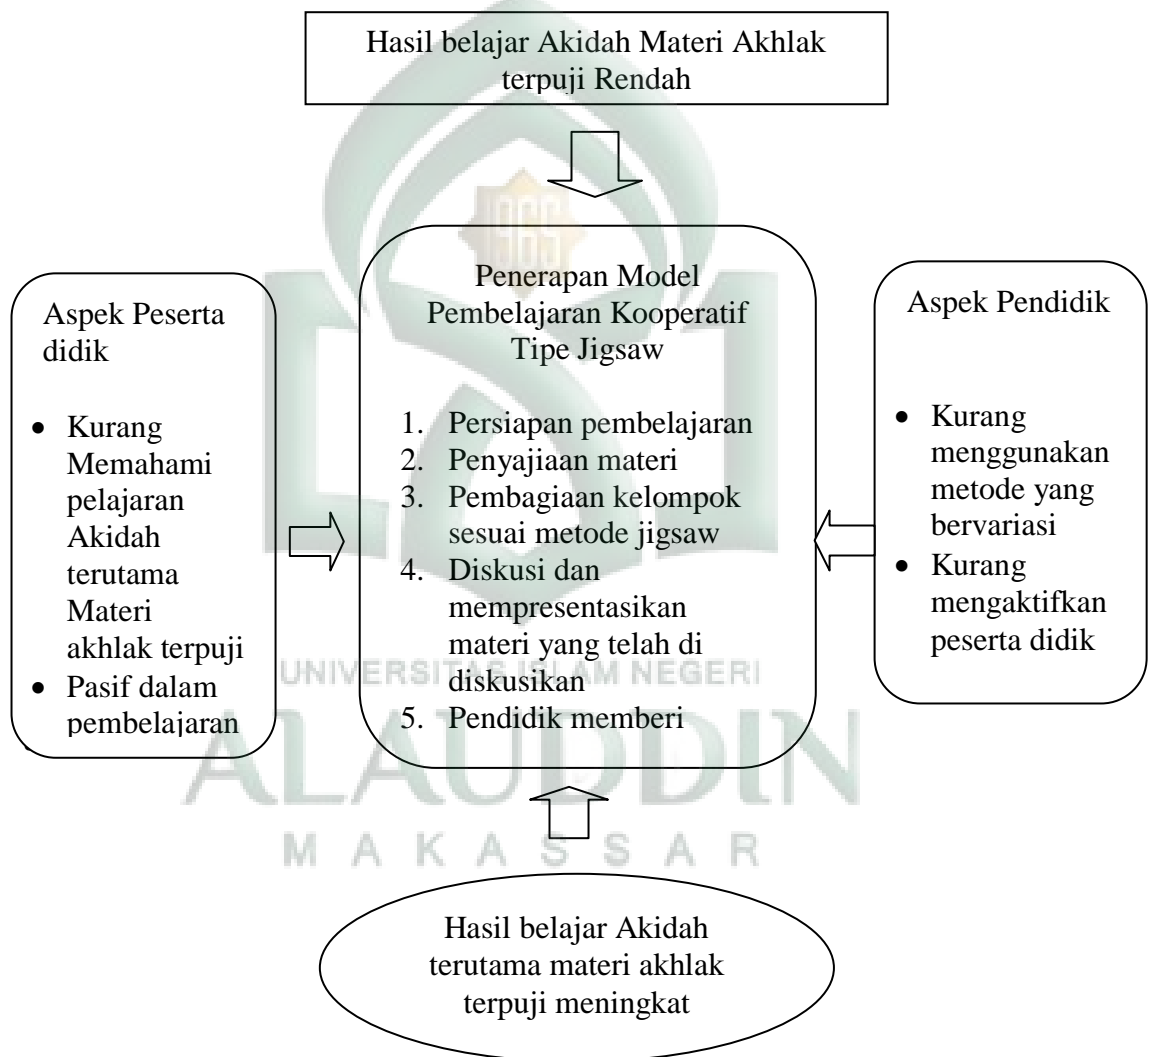 Hasil belajar Akidah Materi Akhlak
terpuji Rendah
Aspek Peserta
didik
• Kurang
Memahami
pelajaran
Akidah
terutama
Materi
akhlak terpuji
• Pasif dalam
pembelajaran
Penerapan Model
Pembelajaran Kooperatif
Tipe Jigsaw
1. Persiapan pembelajaran
2. Penyajiaan materi
3. Pembagiaan kelompok
sesuai metode jigsaw
4. Diskusi dan
mempresentasikan
materi yang telah di
diskusikan
5. Pendidik memberi
Aspek Pendidik
• Kurang
menggunakan
metode yang
bervariasi
• Kurang
mengaktifkan
peserta didik
1965
UNIVERSITAS ISLAM NEGERI
ALAUDDIN
MAKASSAR
Hasil belajar Akidah
terutama materi akhlak
terpuji meningkat